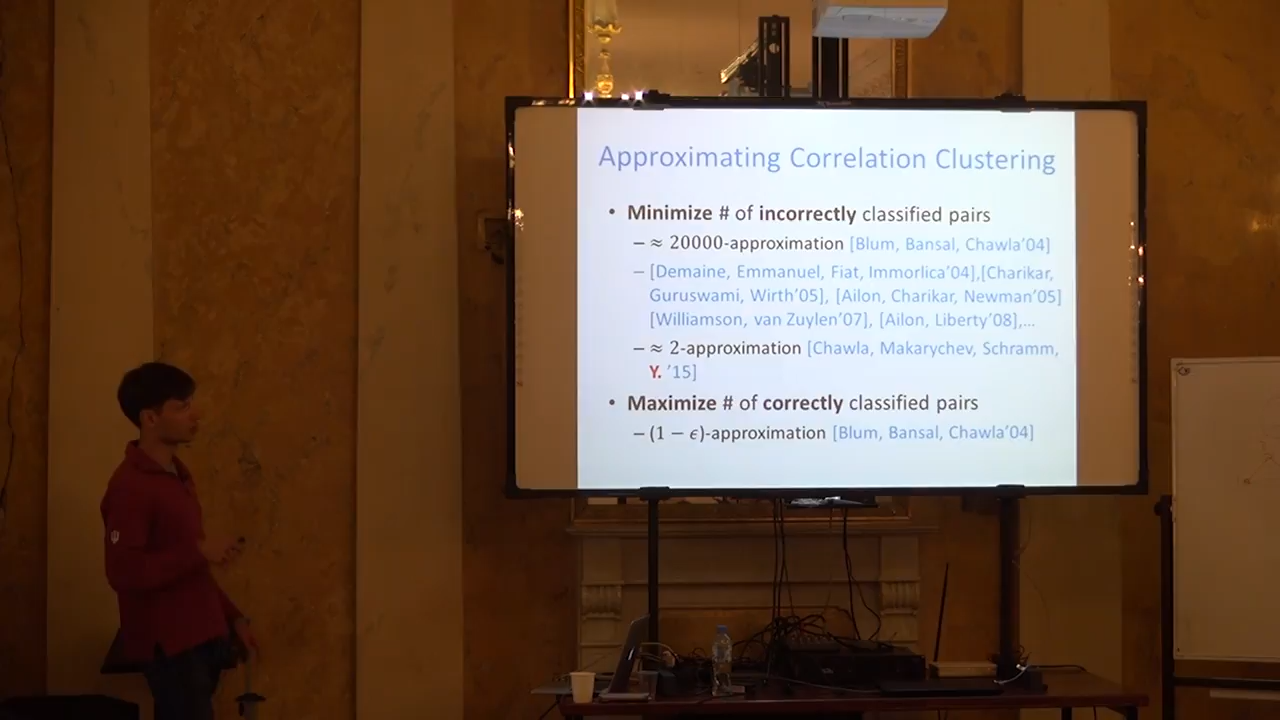 Approximating Correlation Clustering
• Minimize # of incorrectly classified pairs
– ≈ 20000-approximation [Blum, Bansal, Chawla’04]
– [Demaine, Emmanuel, Fiat, Immorlica’04],[Charikar,
Guruswami, Wirth’05], [Ailon, Charikar, Newman’05]
[Williamson, van Zuylen’07], [Ailon, Liberty’08],...
– ≈ 2-approximation [Chawla, Makarychev, Schramm,
Y. ’15]
• Maximize # of correctly classified pairs
– (1 − ϵ)-approximation [Blum, Bansal, Chawla’04]